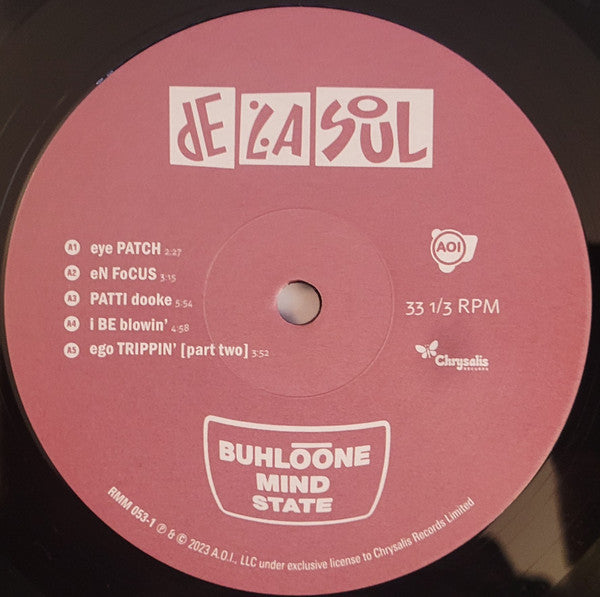 dE LA SOUL
A1 eye PATCH 2:27
A2 eN FoCUS 3:15
A3 PATTI dooke 5:54
A4 i BE blowin' 4:58
A5 ego TRIPPIN' [part two] 3:52
AOI
33 1/3 RPM
Chrysalis
RECORDS
BUHLŌŌNE
MIND
STATE
RMM 053-1 ℗ & © 2023 A.O.I., LLC under exclusive license to Chrysalis Records Limited